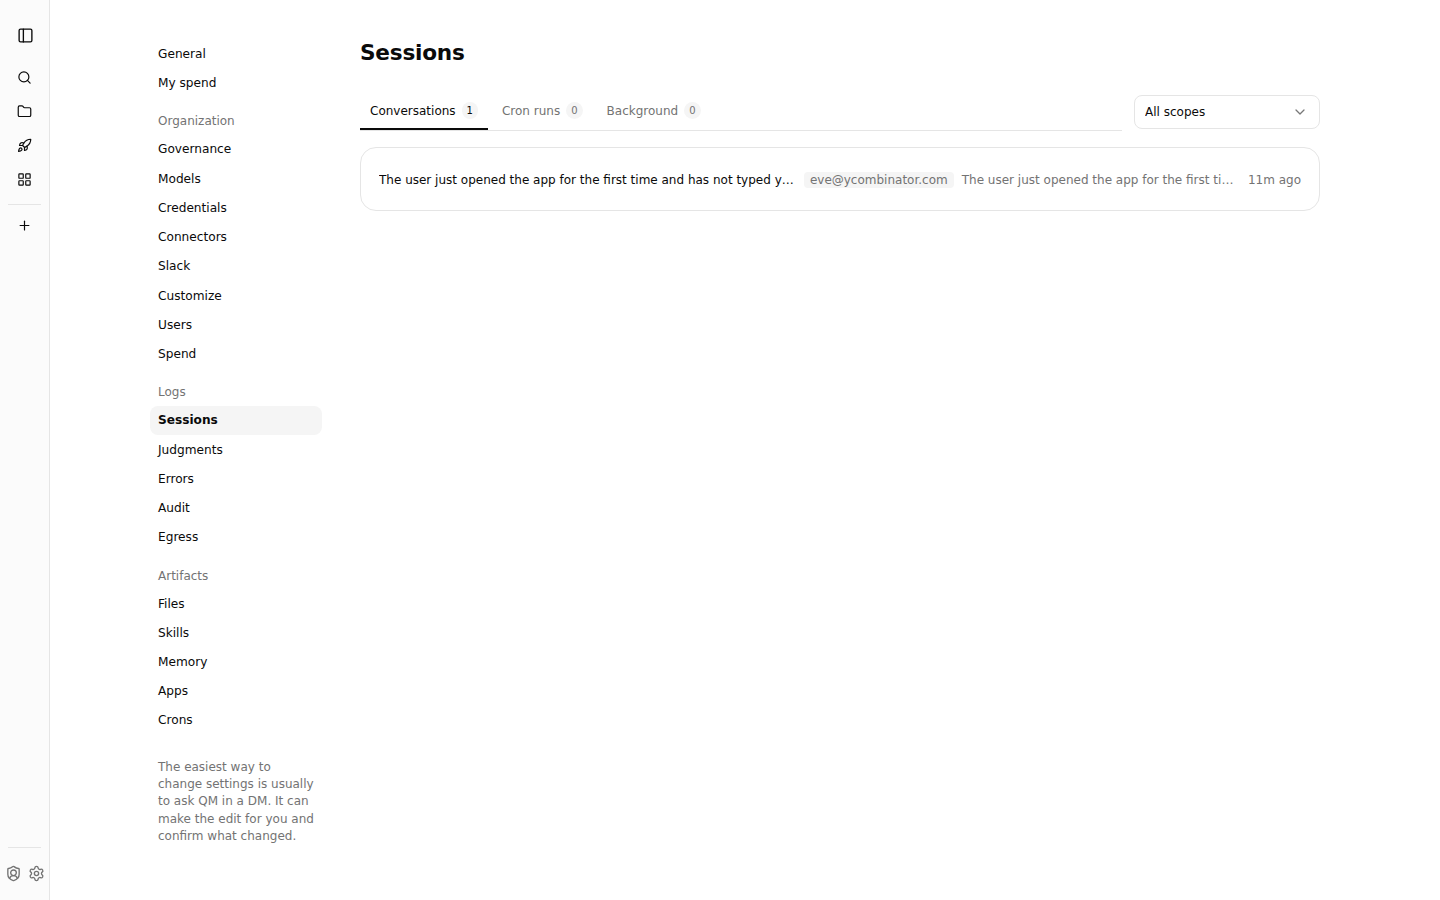 General
My spend
Organization
Governance
Models
Credentials
Connectors
Slack
Customize
Users
Spend
Logs
Sessions
Judgments
Errors
Audit
Egress
Artifacts
Files
Skills
Memory
Apps
Crons
The easiest way to
change settings is usually
to ask QM in a DM. It can
make the edit for you and
confirm what changed.
Sessions
Conversations 1 Cron runs 0 Background 0 All scopes
The user just opened the app for the first time and has not typed y... eve@ycombinator.com The user just opened the app for the first ti... 11m ago